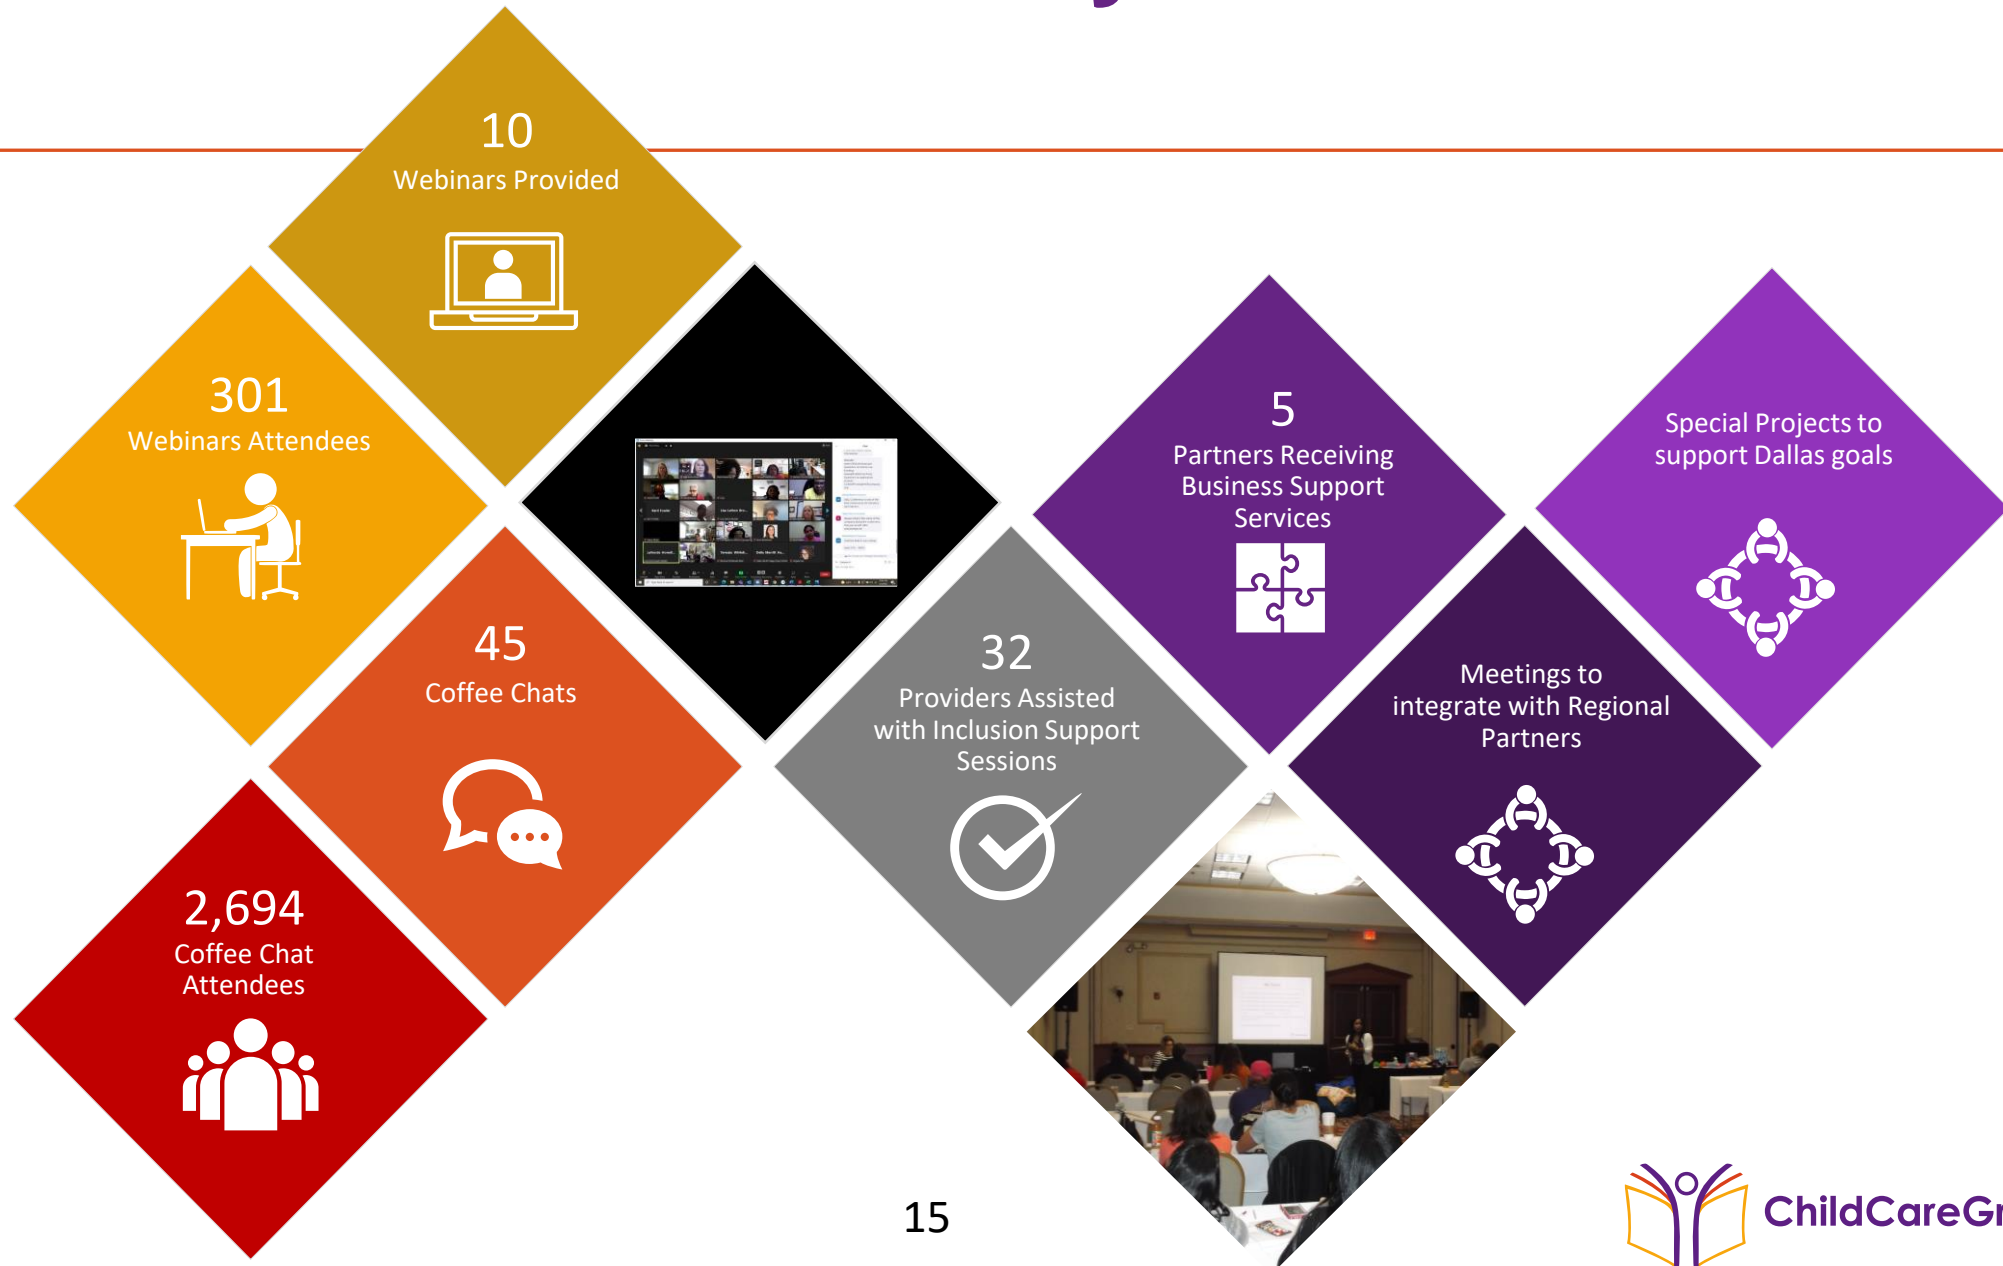 10
Webinars Provided
301
Webinars Attendees
45
Coffee Chats
2,694
Coffee Chat
Attendees
32
Providers Assisted
with Inclusion Support
Sessions
5
Partners Receiving
Business Support
Services
Meetings to
integrate with Regional
Partners
Special Projects to
support Dallas goals
15
ChildCareGr